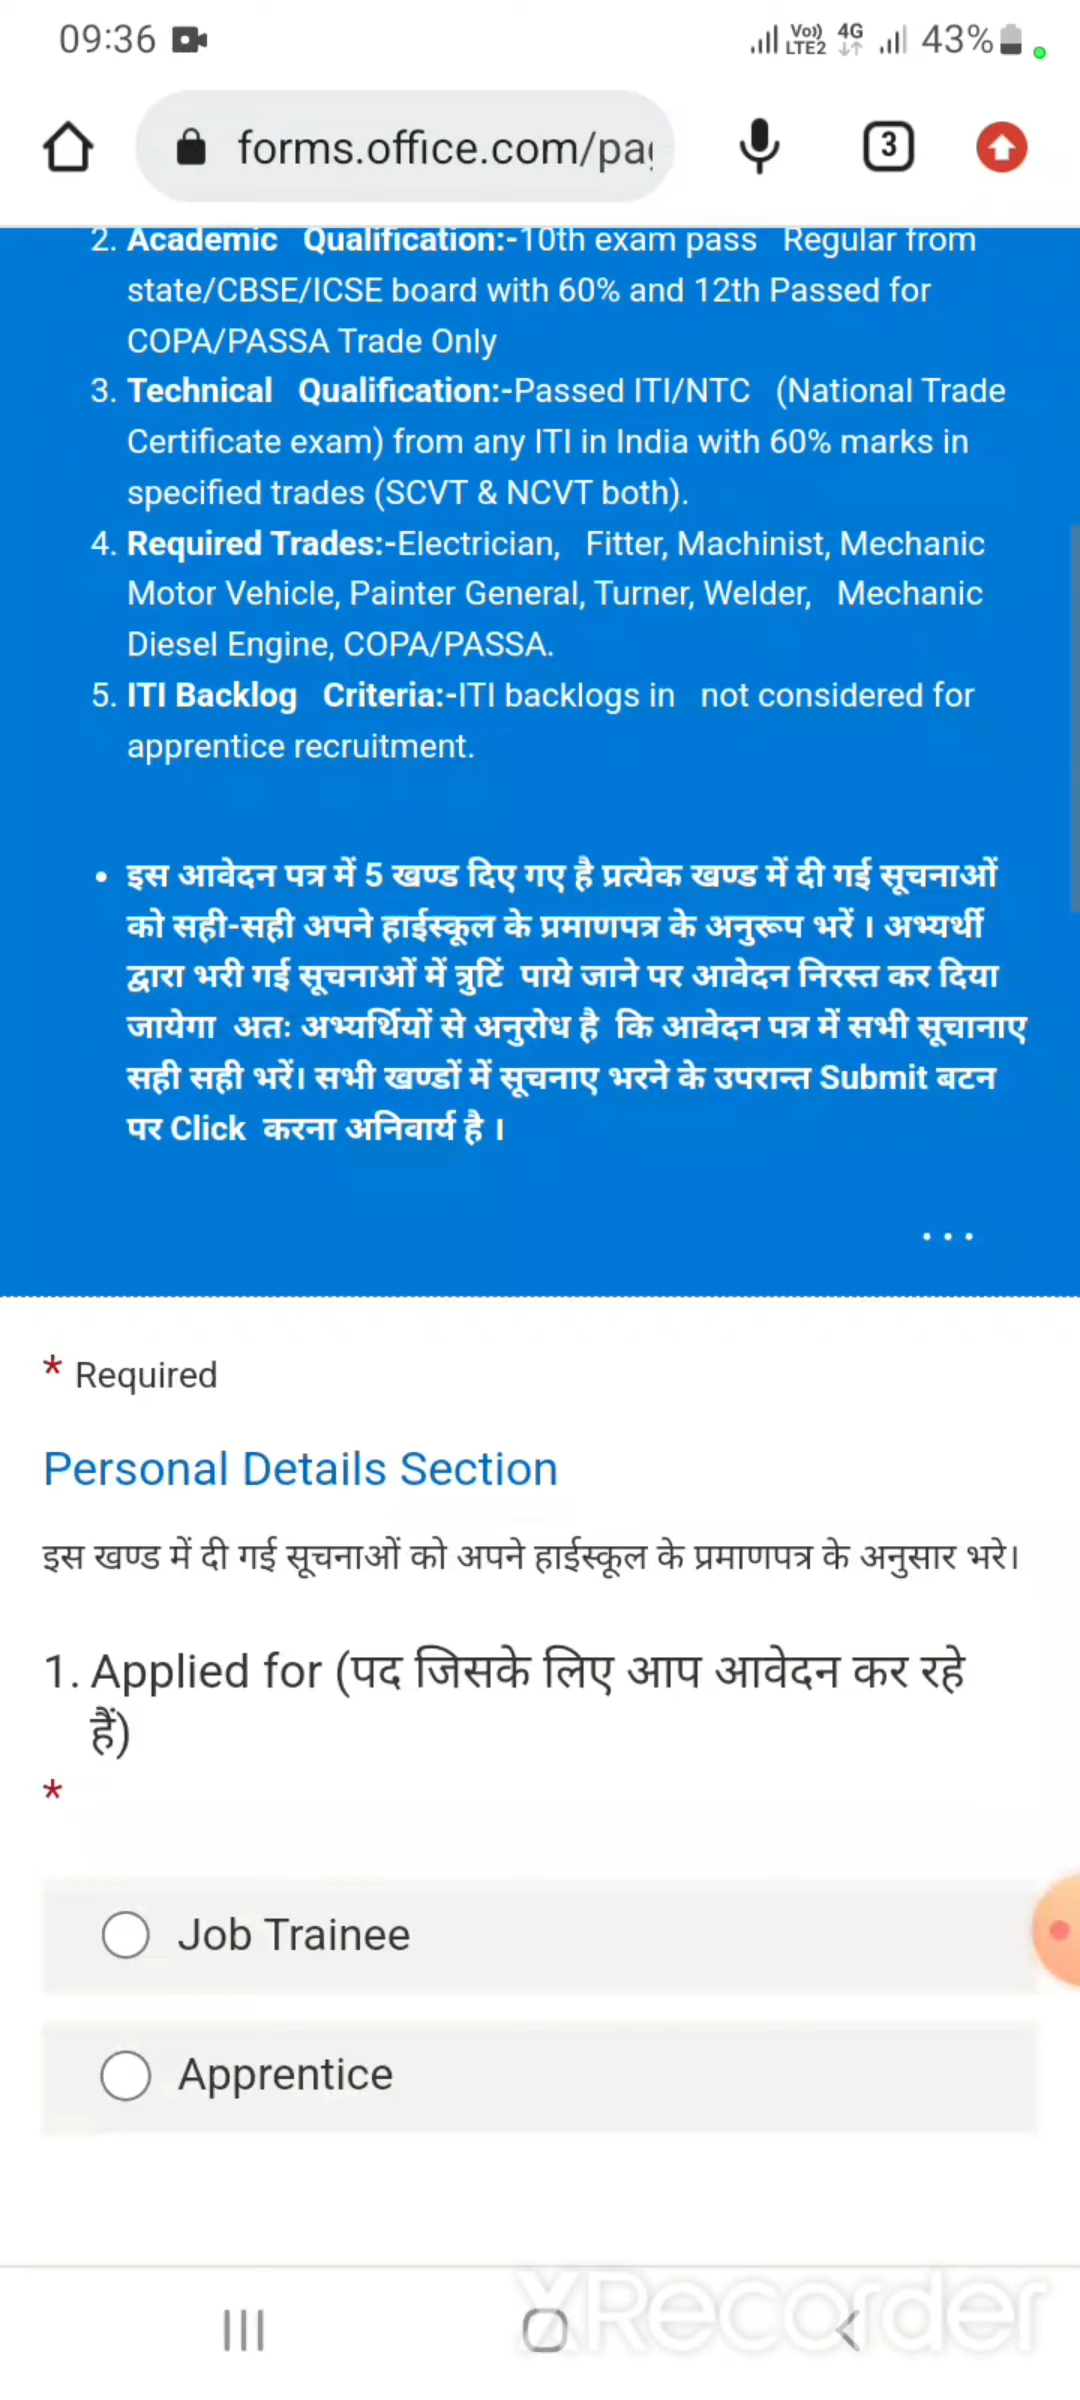 09:36
Vo)) 4G
LTE2
43%
forms.office.com/pa
3
2. Academic Qualification:-10th exam pass Regular from
state/CBSE/ICSE board with 60% and 12th Passed for
COPA/PASSA Trade Only
3. Technical Qualification:-Passed ITI/NTC (National Trade
Certificate exam) from any ITI in India with 60% marks in
specified trades (SCVT & NCVT both).
4. Required Trades:-Electrician, Fitter, Machinist, Mechanic
Motor Vehicle, Painter General, Turner, Welder, Mechanic
Diesel Engine, COPA/PASSA.
5. ITI Backlog Criteria:-ITI backlogs in not considered for
apprentice recruitment.
• इस आवेदन पत्र में 5 खण्ड दिए गए है प्रत्येक खण्ड में दी गई सूचनाओं
को सही-सही अपने हाईस्कूल के प्रमाणपत्र के अनुरूप भरें । अभ्यर्थी
द्वारा भरी गई सूचनाओं में त्रुटिं पाये जाने पर आवेदन निरस्त कर दिया
जायेगा अतः अभ्यर्थियों से अनुरोध है कि आवेदन पत्र में सभी सूचानाए
सही सही भरें। सभी खण्डों में सूचनाए भरने के उपरान्त Submit बटन
पर Click करना अनिवार्य है ।
...
* Required
Personal Details Section
इस खण्ड में दी गई सूचनाओं को अपने हाईस्कूल के प्रमाणपत्र के अनुसार भरे।
1. Applied for (पद जिसके लिए आप आवेदन कर रहे
हैं)
*
Job Trainee
Apprentice
XRecorder